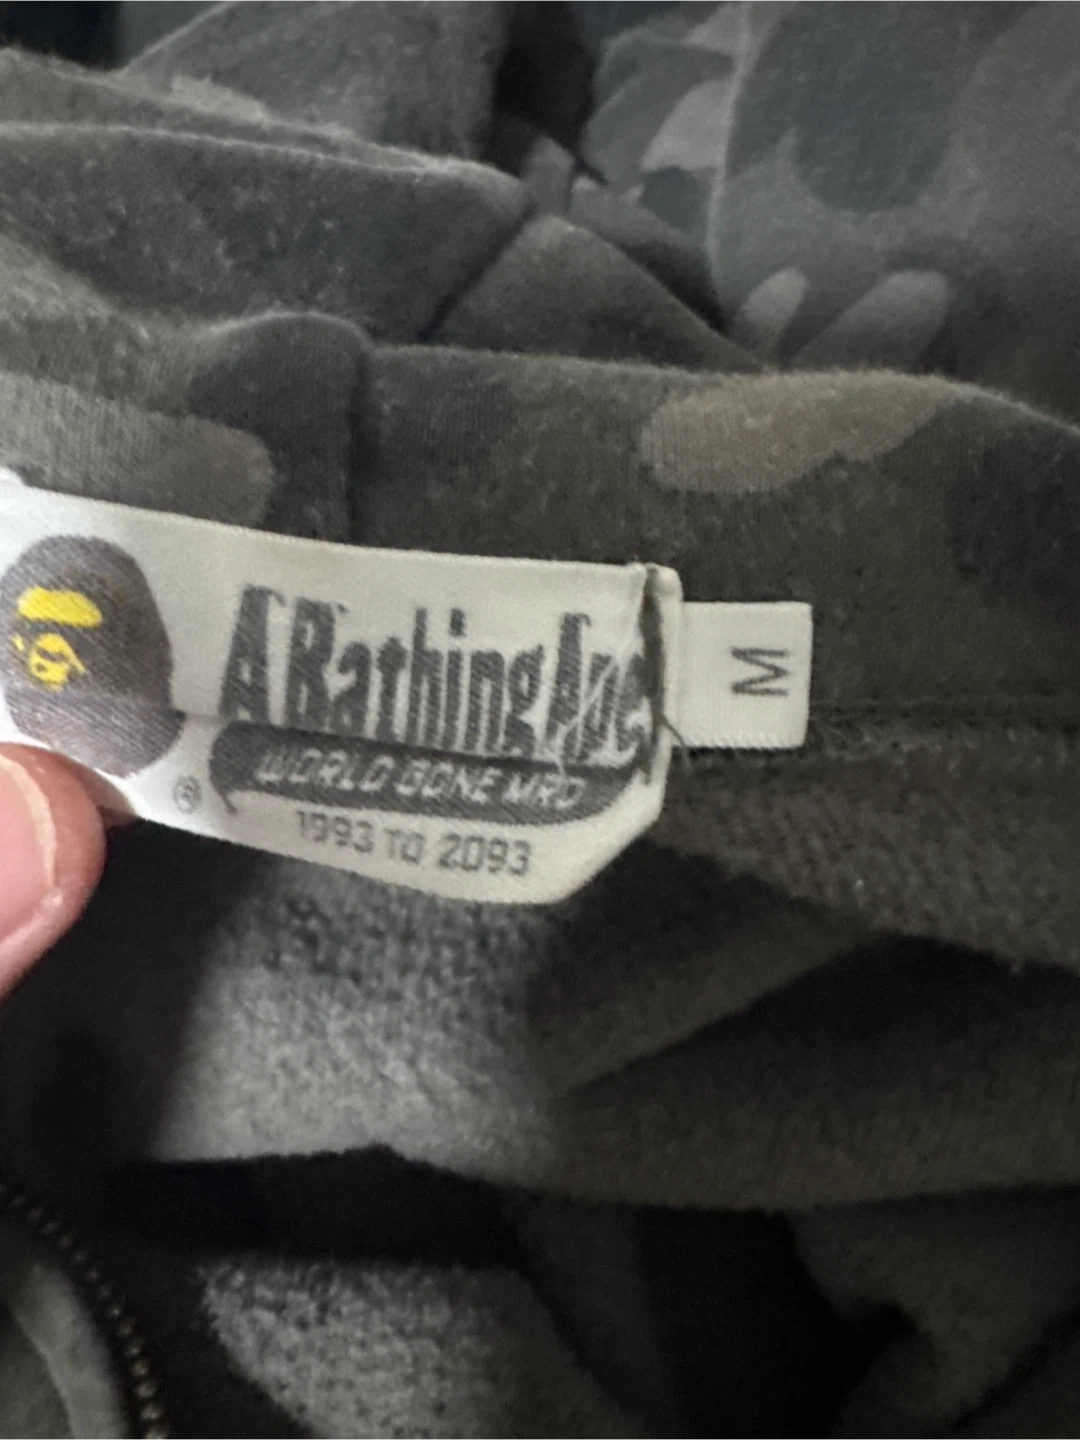 A Bathing Ape
®
WORLD GONE MAD
1993 TO 2093
M